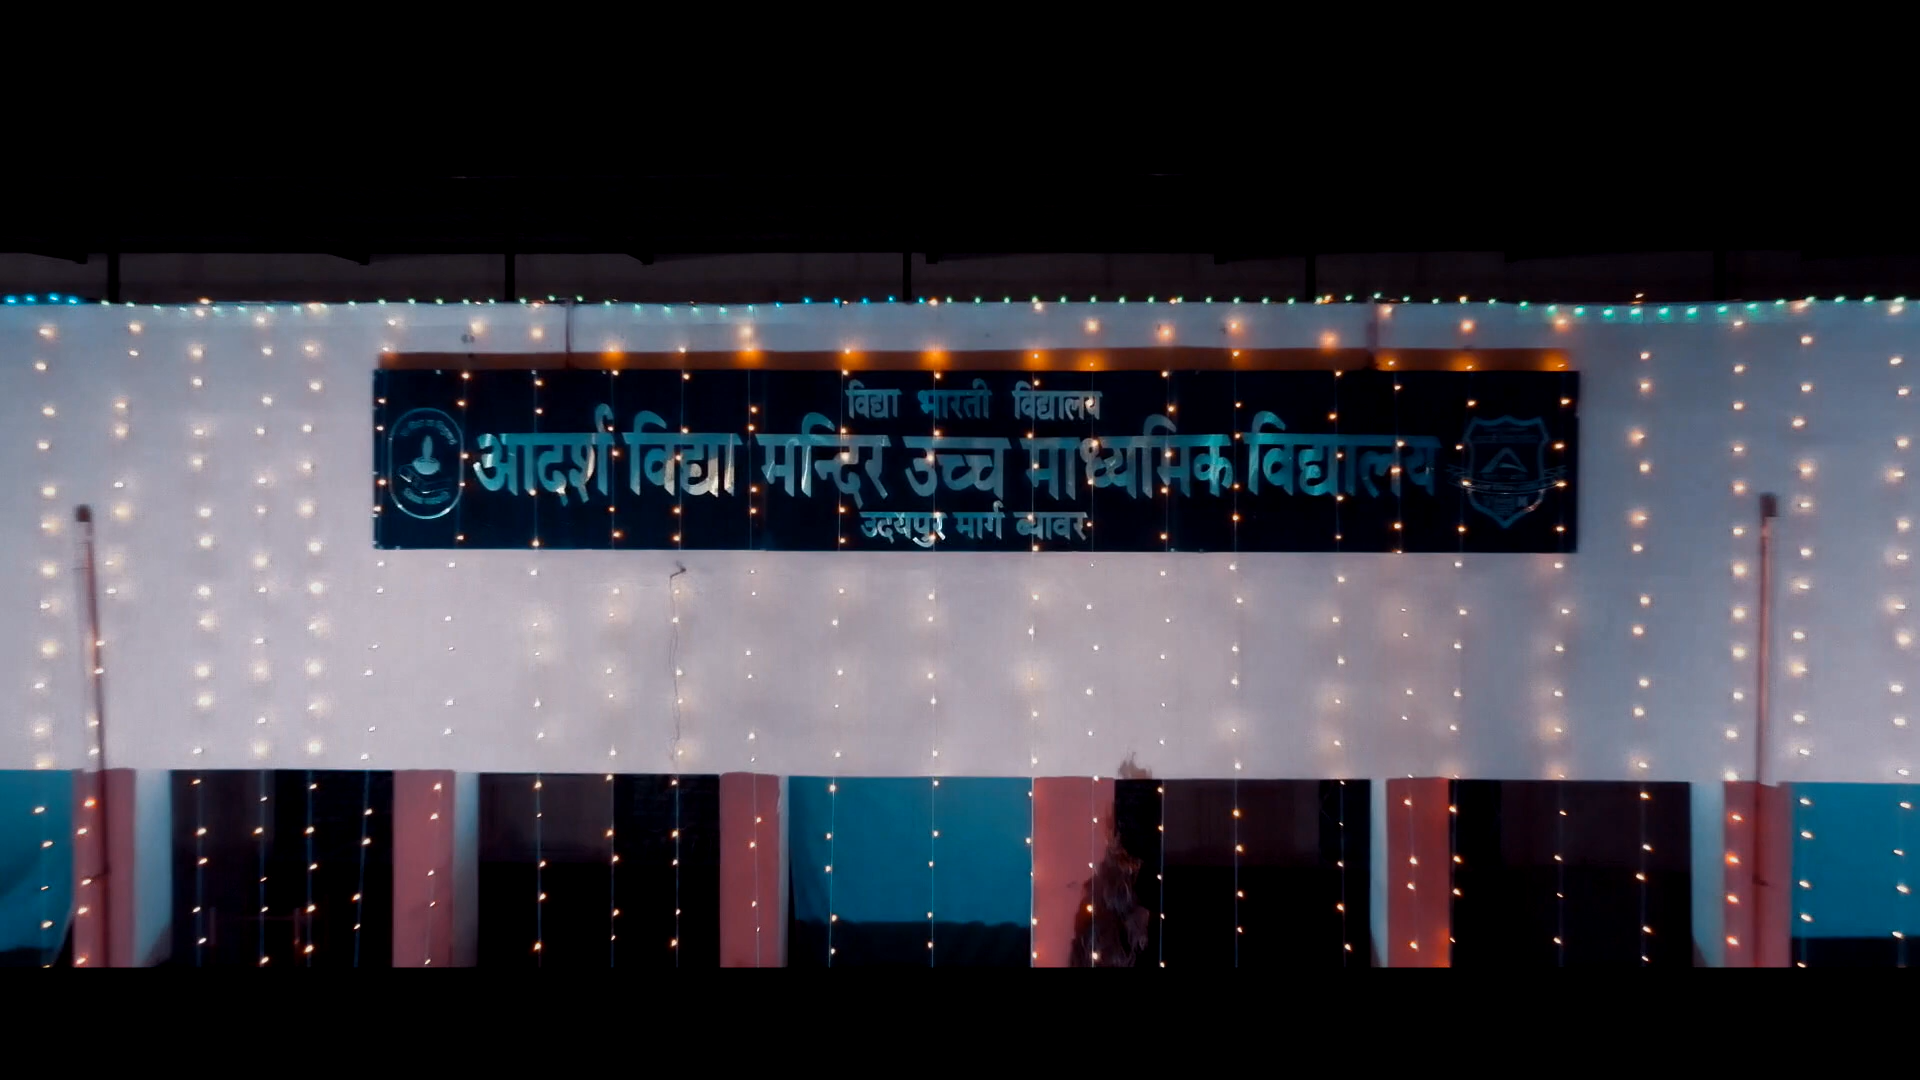 विद्या भारती विद्यालय
आदर्श विद्या मन्दिर उच्च माध्यमिक विद्यालय
उदयपुर मार्ग ब्यावर